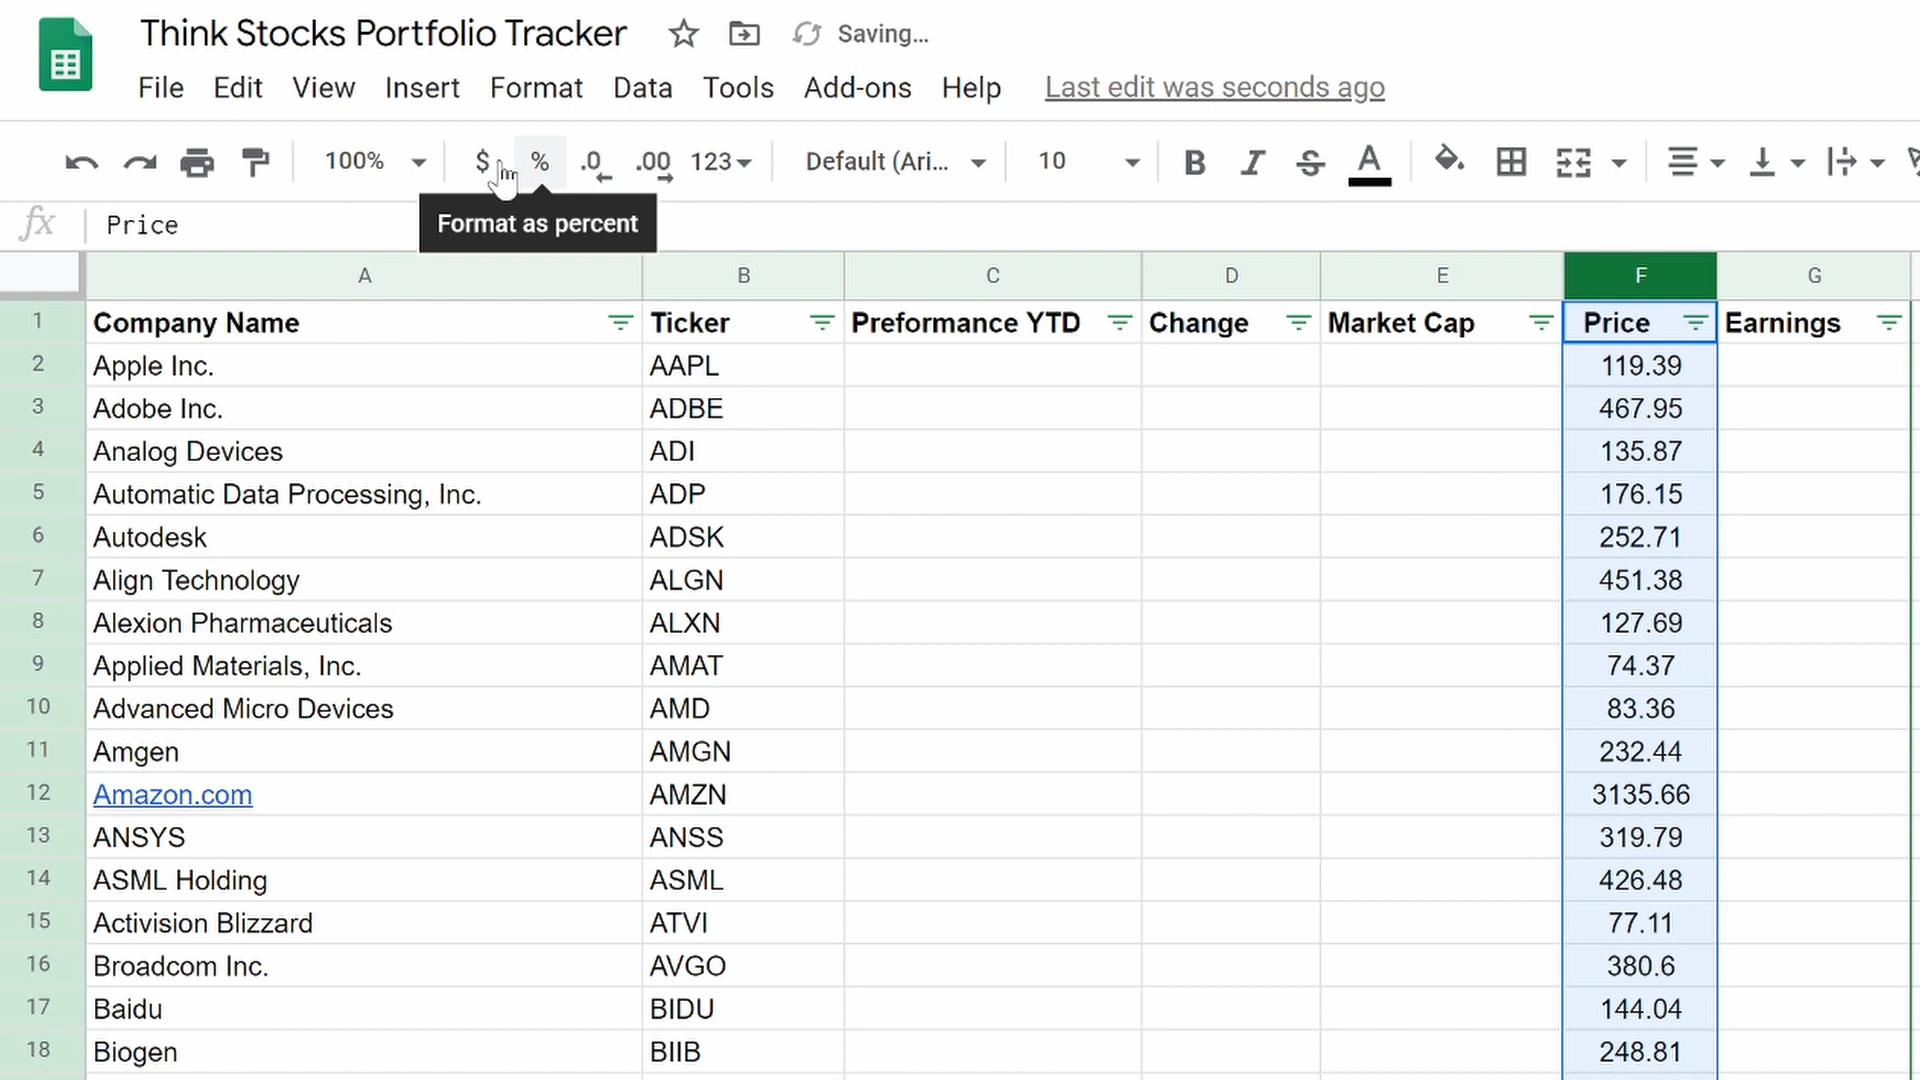 Think Stocks Portfolio Tracker Saving...
File Edit View Insert Format Data Tools Add-ons Help Last edit was seconds ago
100% $ % .0 .00 123 Default (Ari... 10 B I S A
Format as percent
fx Price
A B C D E F G
1 Company Name Ticker Preformance YTD Change Market Cap Price Earnings
2 Apple Inc. AAPL 119.39
3 Adobe Inc. ADBE 467.95
4 Analog Devices ADI 135.87
5 Automatic Data Processing, Inc. ADP 176.15
6 Autodesk ADSK 252.71
7 Align Technology ALGN 451.38
8 Alexion Pharmaceuticals ALXN 127.69
9 Applied Materials, Inc. AMAT 74.37
10 Advanced Micro Devices AMD 83.36
11 Amgen AMGN 232.44
12 Amazon.com AMZN 3135.66
13 ANSYS ANSS 319.79
14 ASML Holding ASML 426.48
15 Activision Blizzard ATVI 77.11
16 Broadcom Inc. AVGO 380.6
17 Baidu BIDU 144.04
18 Biogen BIIB 248.81